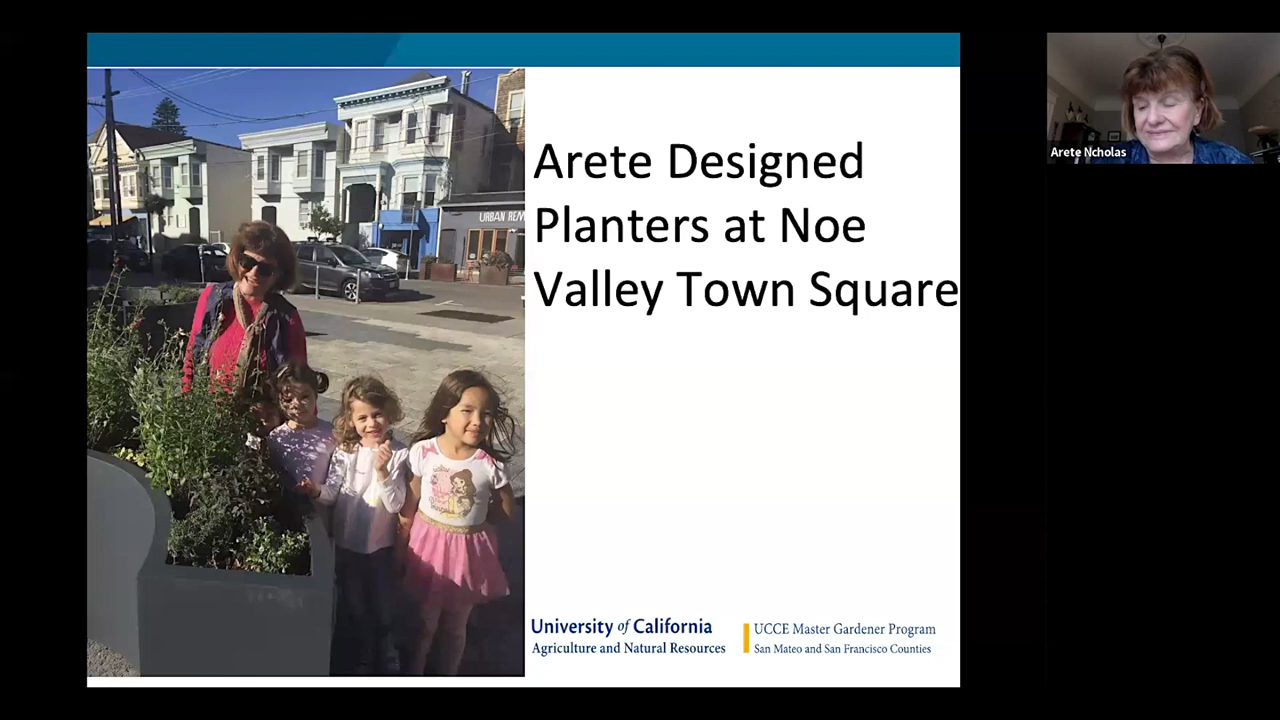 Arete Designed
Planters at Noe
Valley Town Square
Arete Ncholas
URBAN REM
University of California
Agriculture and Natural Resources
UCCE Master Gardener Program
San Mateo and San Francisco Counties